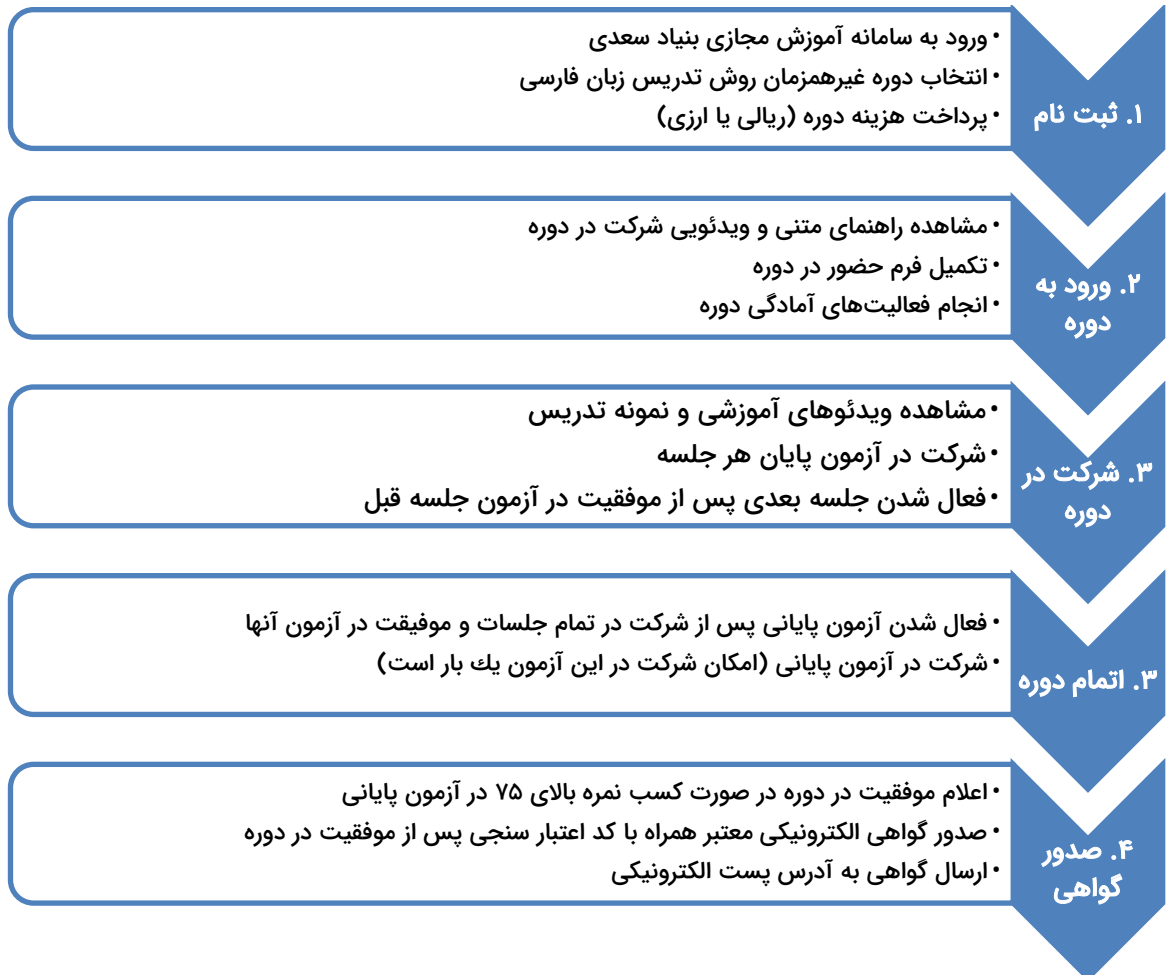 ۱. ثبت نام
•ورود به سامانه آموزش مجازی بنیاد سعدی
•انتخاب دوره غیرهمزمان روش تدریس زبان فارسی
•پرداخت هزینه دوره (ریالی یا ارزی)
۲. ورود به
دوره
•مشاهده راهنمای متنی و ویدئویی شرکت در دوره
•تکمیل فرم حضور در دوره
•انجام فعالیت‌های آمادگی دوره
۳. شرکت در
دوره
•مشاهده ویدئوهای آموزشی و نمونه تدریس
•شرکت در آزمون پایان هر جلسه
•فعال شدن جلسه بعدی پس از موفقیت در آزمون جلسه قبل
۳. اتمام دوره
•فعال شدن آزمون پایانی پس از شرکت در تمام جلسات و موفیقت در آزمون آنها
•شرکت در آزمون پایانی (امکان شرکت در این آزمون يك بار است)
۴. صدور
گواهی
•اعلام موفقیت در دوره در صورت کسب نمره بالای ۷۵ در آزمون پایانی
•صدور گواهی الکترونیکی معتبر همراه با کد اعتبار سنجی پس از موفقیت در دوره
•ارسال گواهی به آدرس پست الکترونیکی